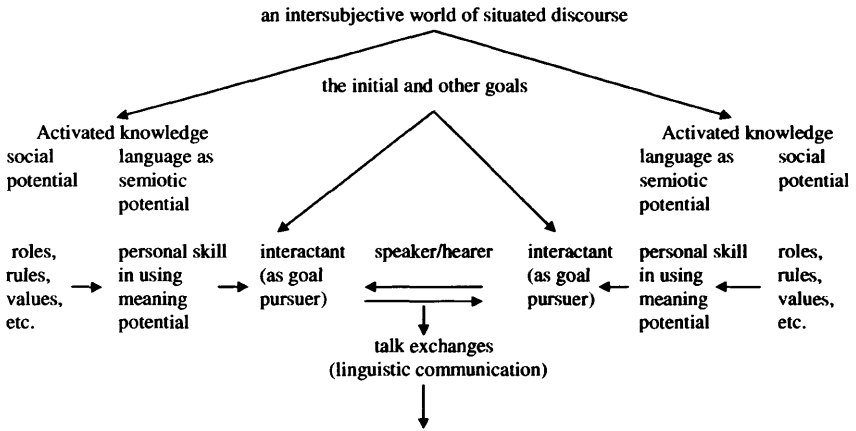 an intersubjective world of situated discourse
the initial and other goals
Activated knowledge
social
potential
language as
semiotic
potential
Activated knowledge
language as
semiotic
potential
social
potential
roles,
rules,
values,
etc.
personal skill
in using
meaning
potential
interactant
(as goal
pursuer)
speaker/hearer
interactant
(as goal
pursuer)
personal skill
in using
meaning
potential
roles,
rules,
values,
etc.
talk exchanges
(linguistic communication)